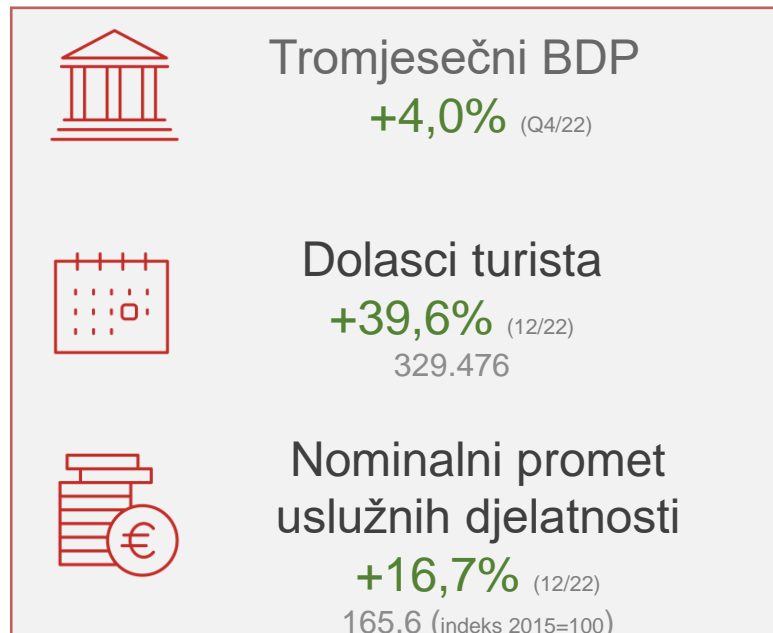 Tromjesečni BDP
+4,0% (Q4/22)
Dolasci turista
+39,6% (12/22)
329.476
Nominalni promet
uslužnih djelatnosti
+16,7% (12/22)
165,6 (indeks 2015=100)